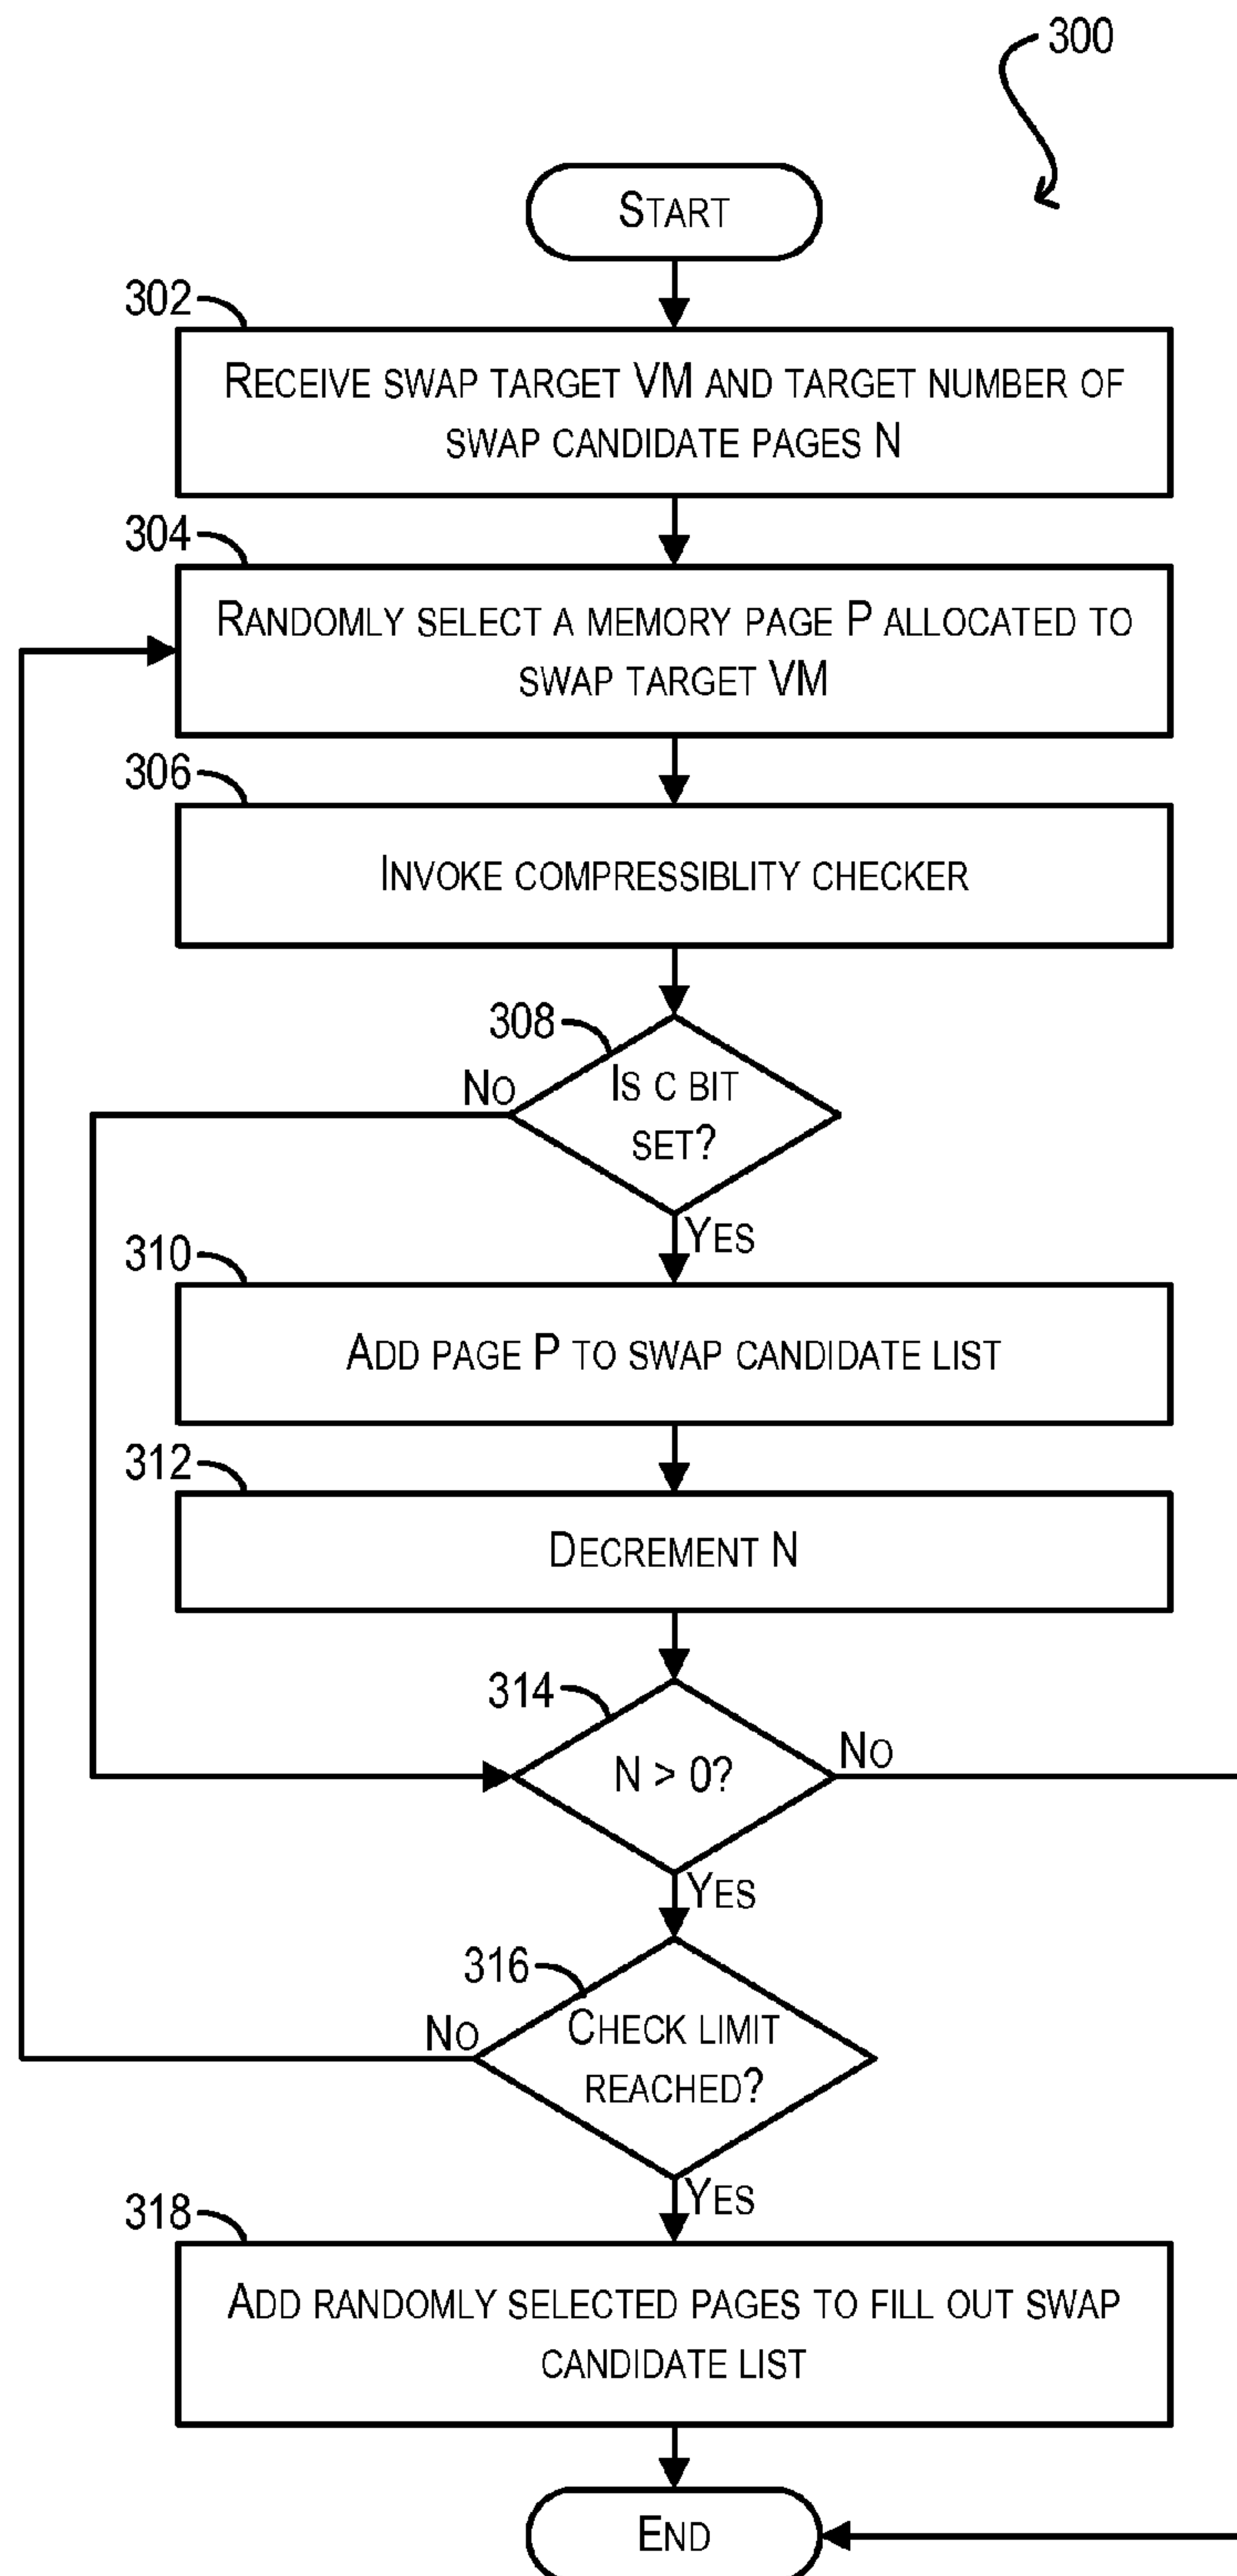 300
START
302
RECEIVE SWAP TARGET VM AND TARGET NUMBER OF
SWAP CANDIDATE PAGES N
304
RANDOMLY SELECT A MEMORY PAGE P ALLOCATED TO
SWAP TARGET VM
306
INVOKE COMPRESSIBLITY CHECKER
308
NO
IS C BIT
SET?
YES
310
ADD PAGE P TO SWAP CANDIDATE LIST
312
DECREMENT N
314
N > 0?
NO
YES
316
NO
CHECK LIMIT
REACHED?
YES
318
ADD RANDOMLY SELECTED PAGES TO FILL OUT SWAP
CANDIDATE LIST
END